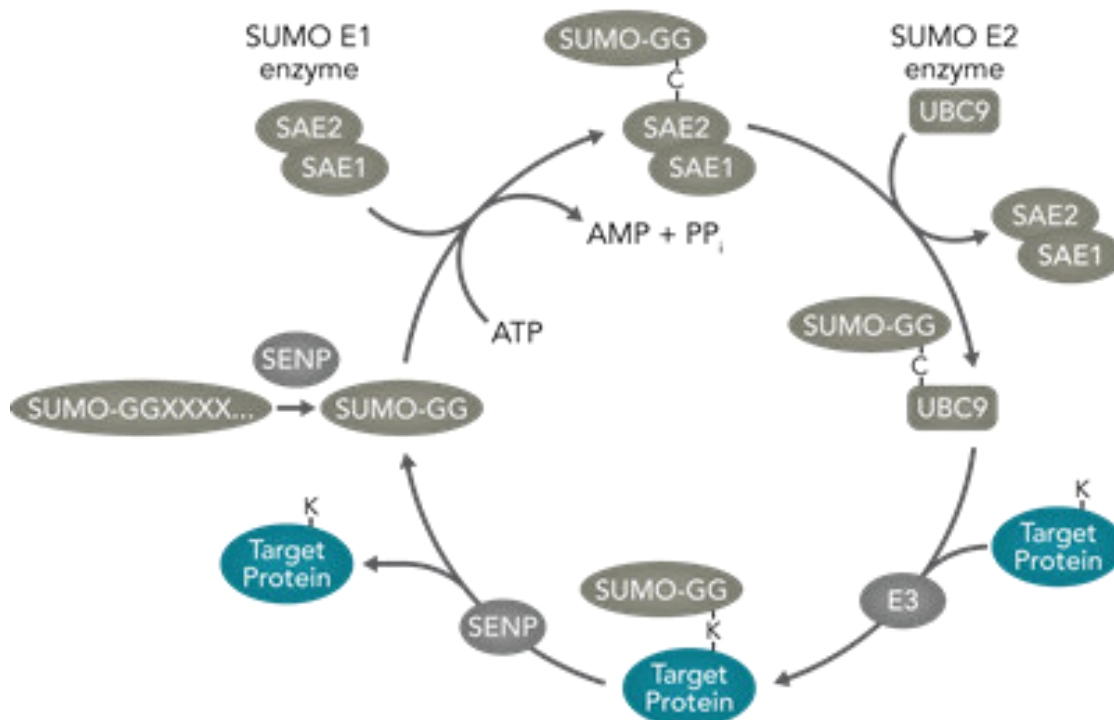 SUMO E1
enzyme
SAE2
SAE1
SUMO-GG
C
SAE2
SAE1
SUMO E2
enzyme
UBC9
SAE2
SAE1
AMP + PPi
ATP
SENP
SUMO-GGXXXX...
SUMO-GG
SUMO-GG
C
UBC9
K
Target
Protein
E3
SUMO-GG
K
Target
Protein
SENP
K
Target
Protein